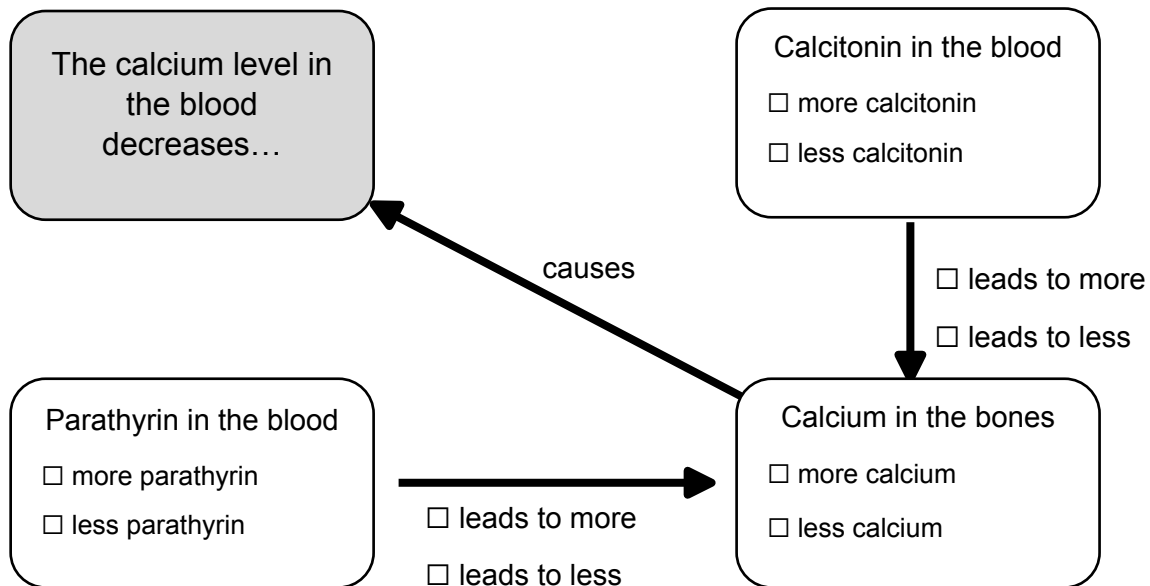 The calcium level in
the blood
decreases…
Calcitonin in the blood
☐ more calcitonin
☐ less calcitonin
causes
☐ leads to more
☐ leads to less
Parathyrin in the blood
☐ more parathyrin
☐ less parathyrin
☐ leads to more
☐ leads to less
Calcium in the bones
☐ more calcium
☐ less calcium